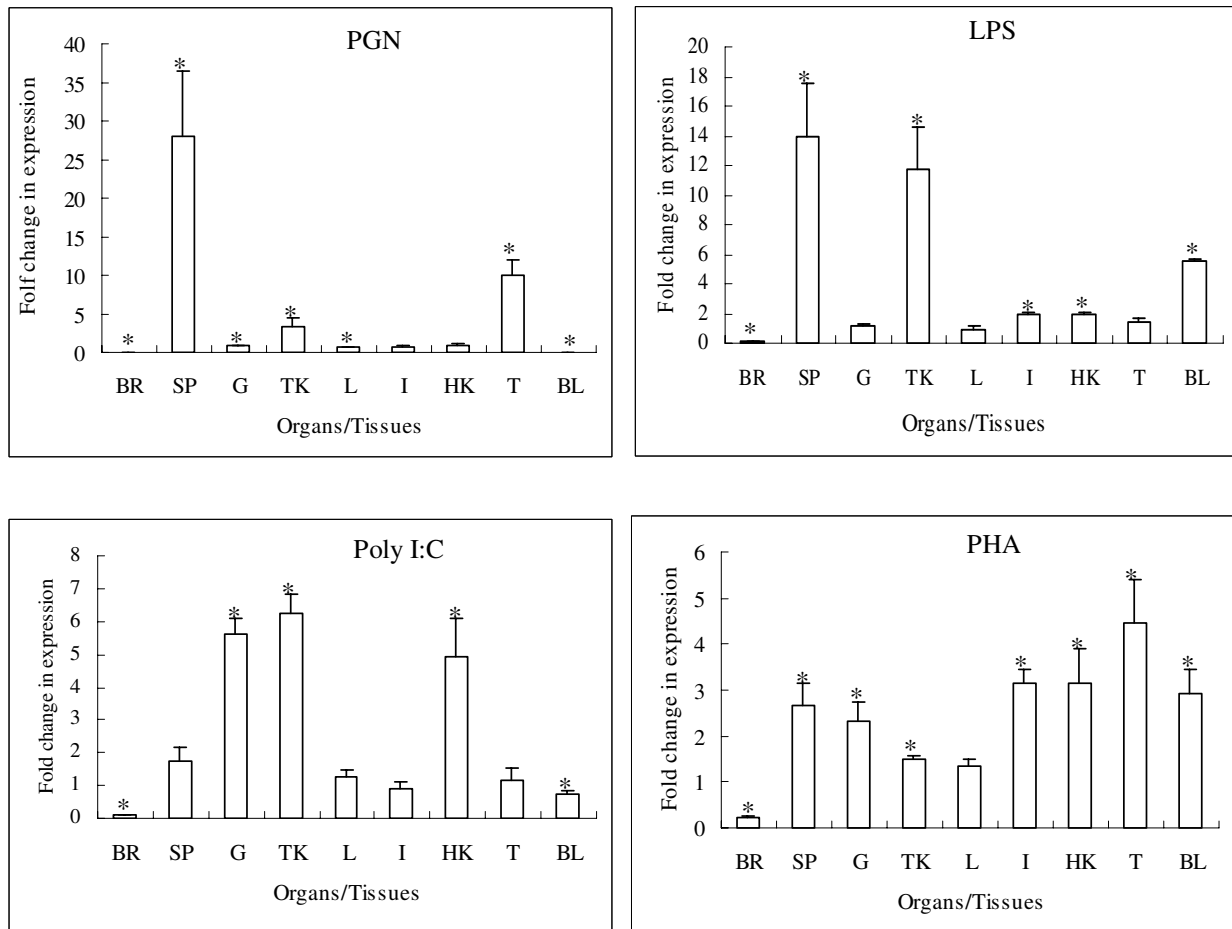 PGN
Folf change in expression
40
35
30
25
20
15
10
5
0
* * * * * * *
BR SP G TK L I HK T BL
Organs/Tissues
LPS
Fold change in expression
20
18
16
14
12
10
8
6
4
2
0
* * * * * *
BR SP G TK L I HK T BL
Organs/Tissues
Poly I:C
Fold change in expression
8
7
6
5
4
3
2
1
0
* * * * *
BR SP G TK L I HK T BL
Organs/Tissues
PHA
Fold change in expression
6
5
4
3
2
1
0
* * * * * * * *
BR SP G TK L I HK T BL
Organs/Tissues